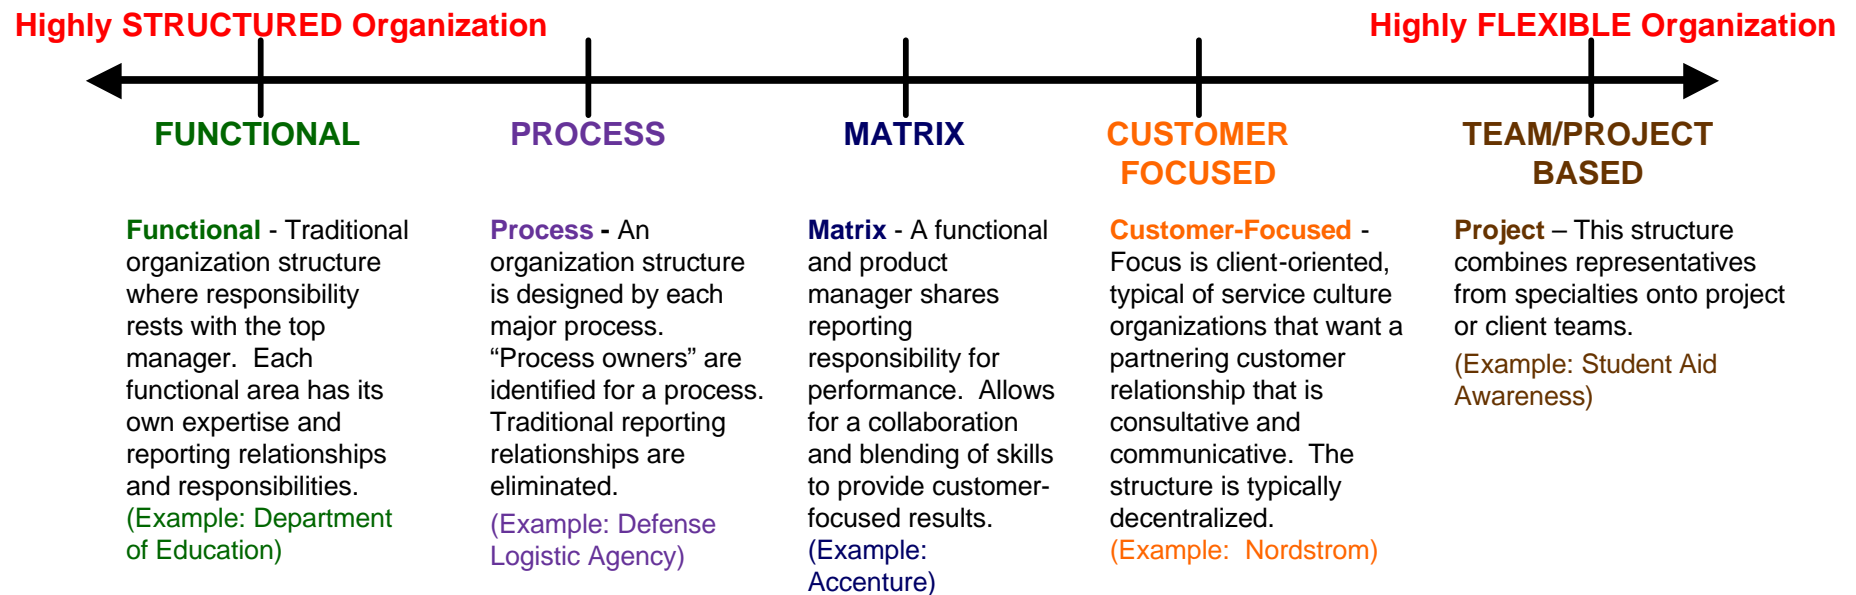 Highly STRUCTURED Organization
Highly FLEXIBLE Organization
FUNCTIONAL
PROCESS
MATRIX
CUSTOMER
FOCUSED
TEAM/PROJECT
BASED
Functional - Traditional
organization structure
where responsibility
rests with the top
manager. Each
functional area has its
own expertise and
reporting relationships
and responsibilities.
(Example: Department
of Education)
Process - An
organization structure
is designed by each
major process.
“Process owners” are
identified for a process.
Traditional reporting
relationships are
eliminated.
(Example: Defense
Logistic Agency)
Matrix - A functional
and product
manager shares
reporting
responsibility for
performance. Allows
for a collaboration
and blending of skills
to provide customer-
focused results.
(Example:
Accenture)
Customer-Focused -
Focus is client-oriented,
typical of service culture
organizations that want a
partnering customer
relationship that is
consultative and
communicative. The
structure is typically
decentralized.
(Example: Nordstrom)
Project – This structure
combines representatives
from specialties onto project
or client teams.
(Example: Student Aid
Awareness)